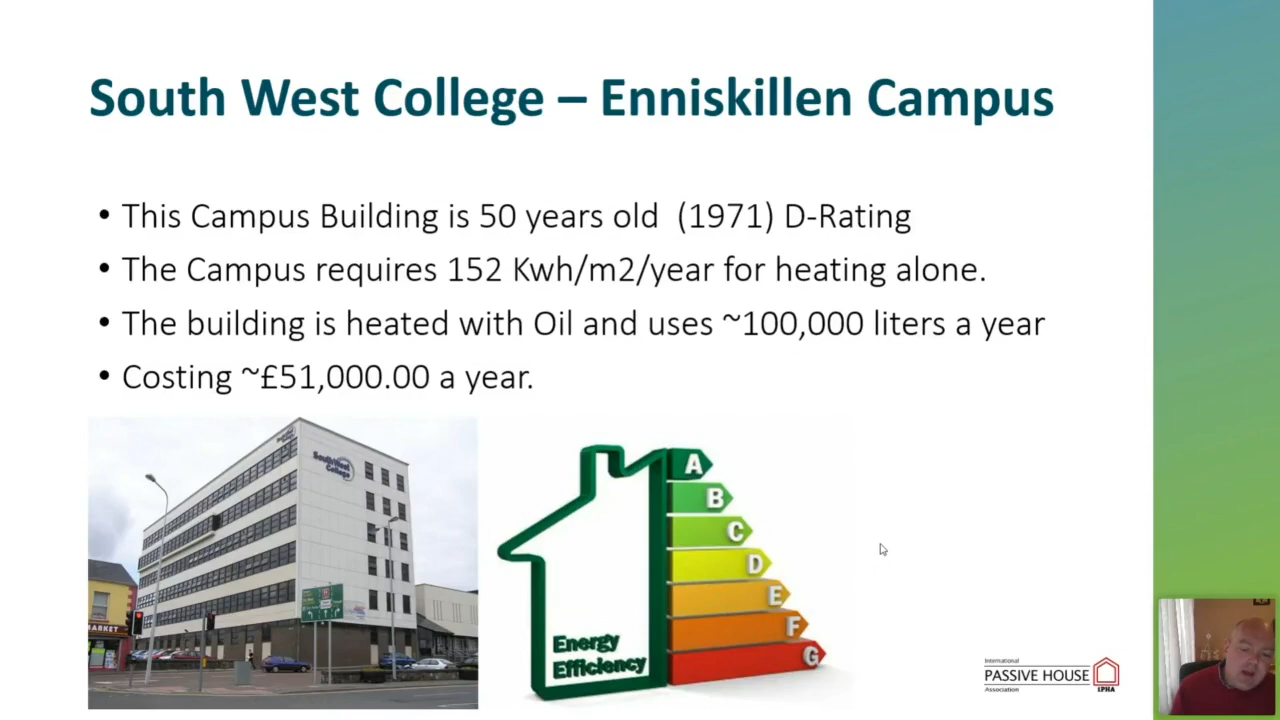 South West College – Enniskillen Campus
• This Campus Building is 50 years old (1971) D-Rating
• The Campus requires 152 Kwh/m2/year for heating alone.
• The building is heated with Oil and uses ~100,000 liters a year
• Costing ~£51,000.00 a year.
South West
College
MARKET
A
B
C
D
E
F
G
Energy
Efficiency
International
PASSIVE HOUSE
Association
iPHA